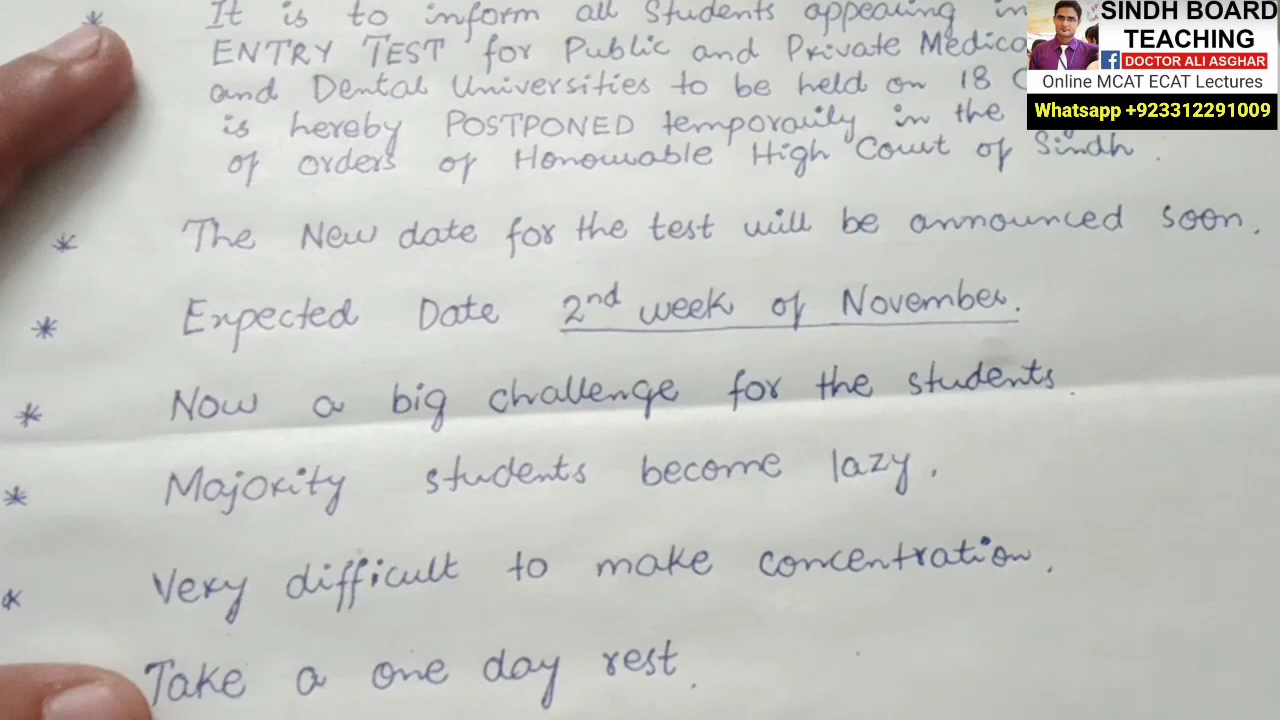 * It is to inform all Students appearing in
ENTRY TEST for Public and Private
and Dental Universities to be held on 18
is hereby POSTPONED temporarily in the
of orders of Honourable High Court of Sindh.
* The New date for the test will be announced soon.
* Expected Date 2nd week of November.
* Now a big challenge for the students.
* Majority students become lazy.
* Very difficult to make concentration.
Take a one day rest.
SINDH BOARD
TEACHING
f DOCTOR ALI ASGHAR
Online MCAT ECAT Lectures
Whatsapp +923312291009